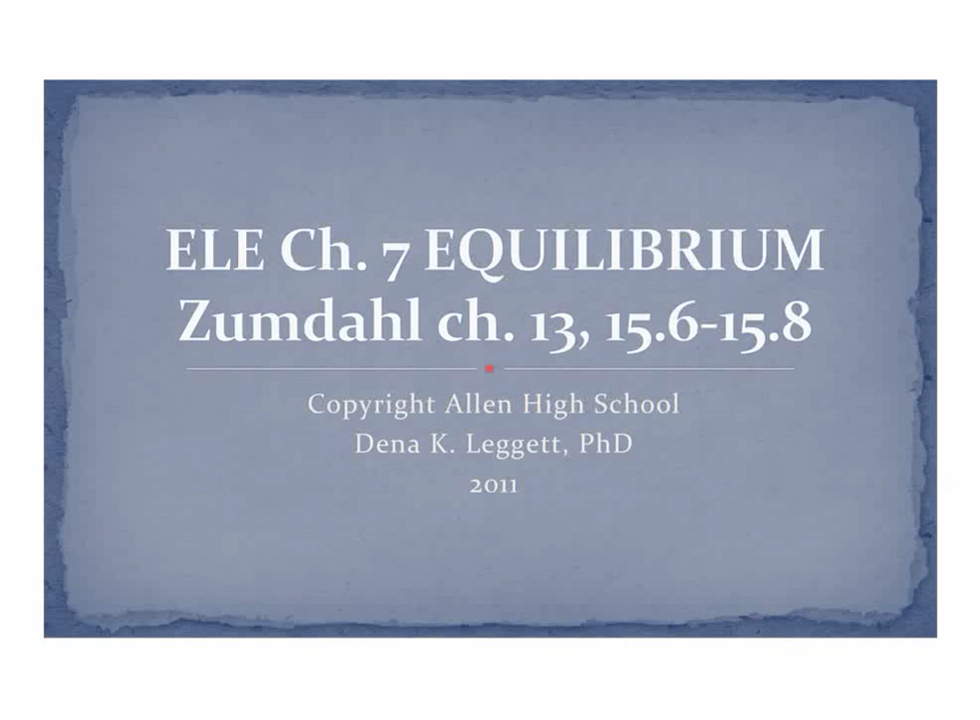 ELE Ch. 7 EQUILIBRIUM
Zumdahl ch. 13, 15.6-15.8
Copyright Allen High School
Dena K. Leggett, PhD
2011